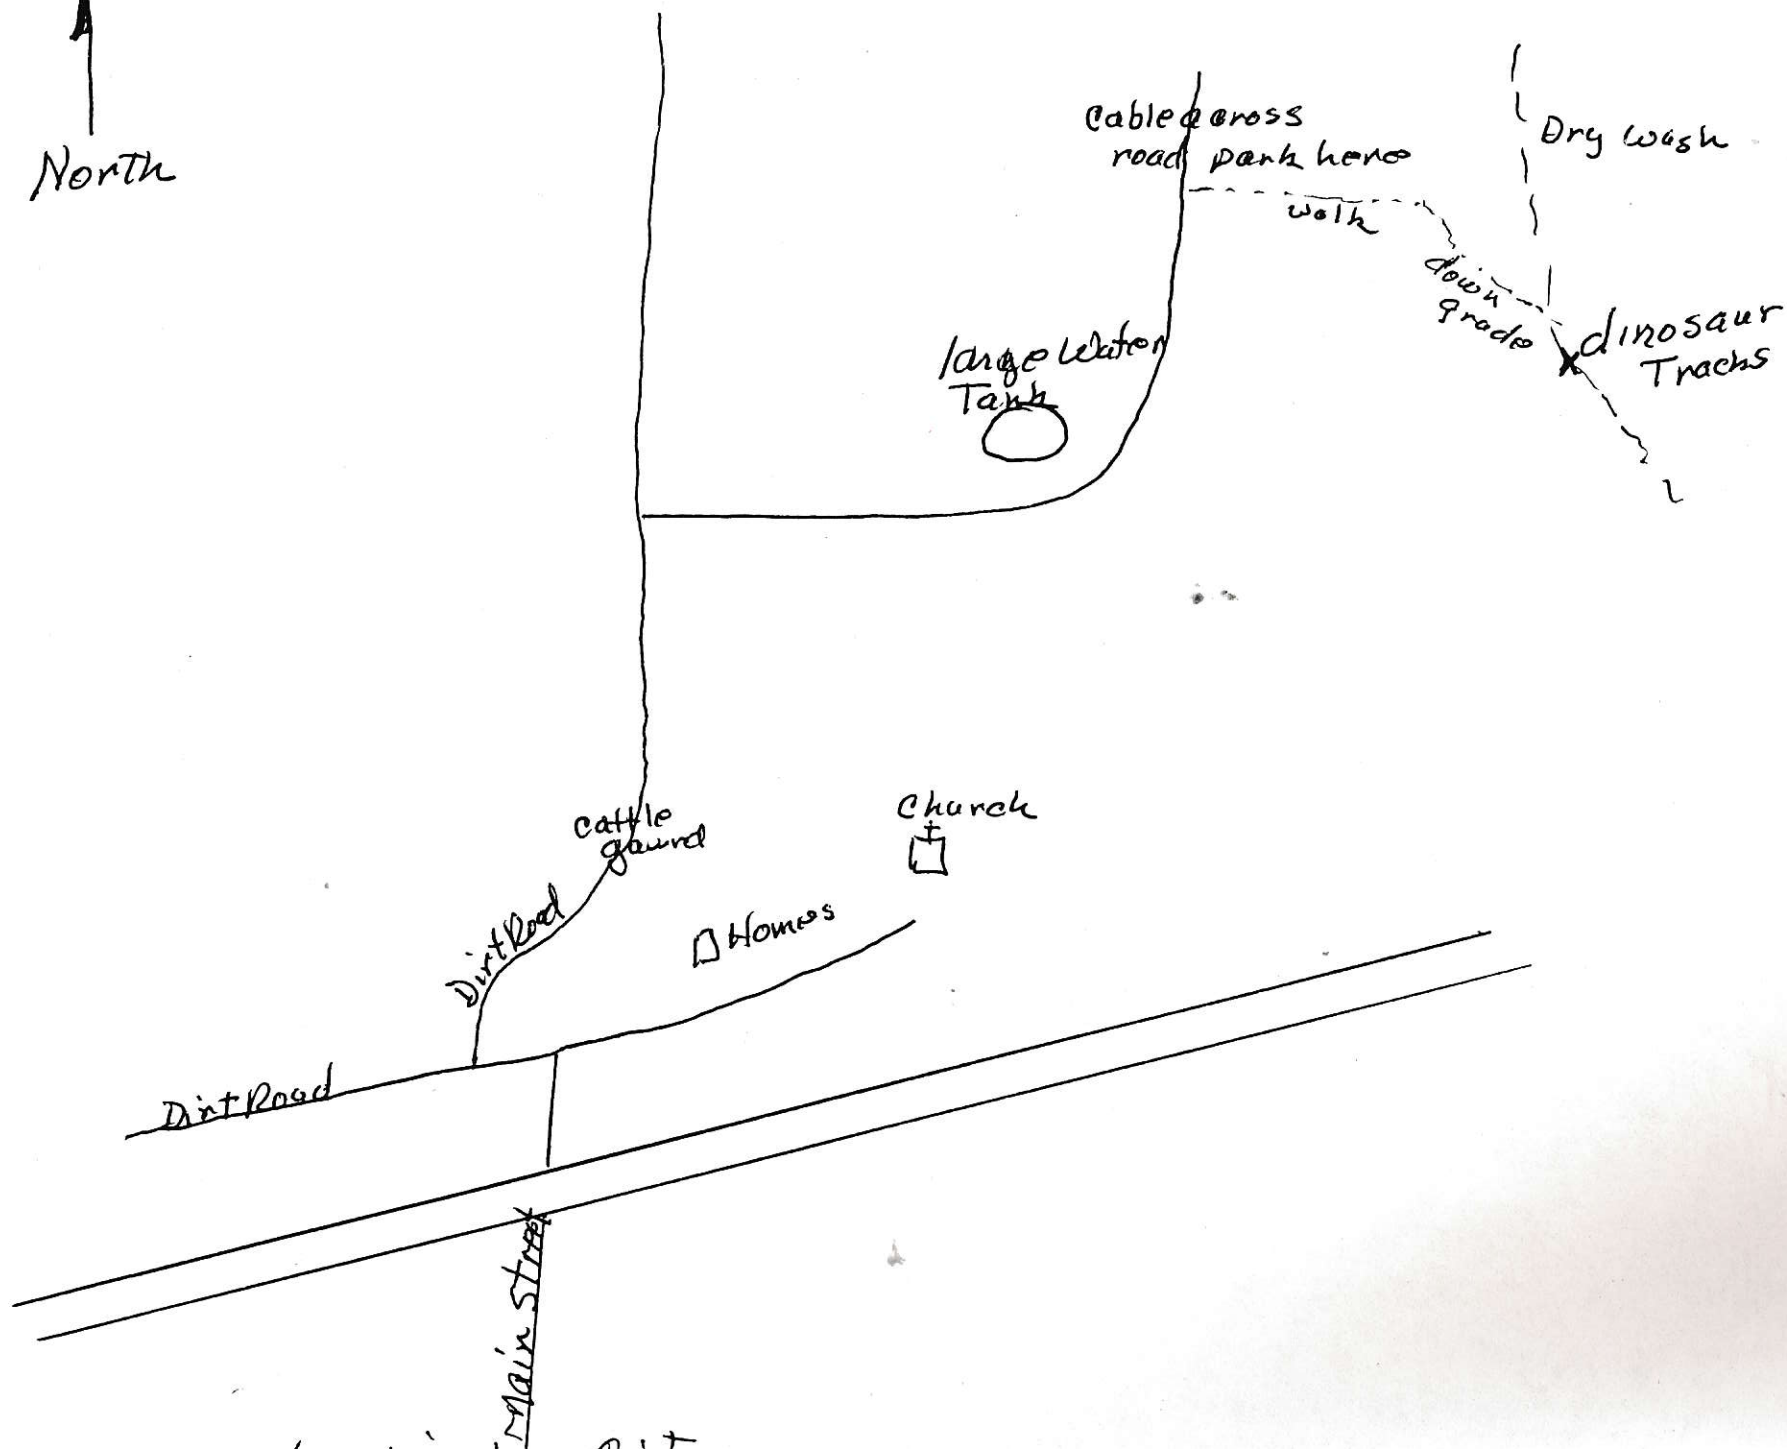 North
Cable across
road park here
walk
Dry wash
down
grade
dinosaur
Tracks
large Water
Tank
Cattle
gaurd
Church
Homes
Dirt Road
Dirt Road
Main Street